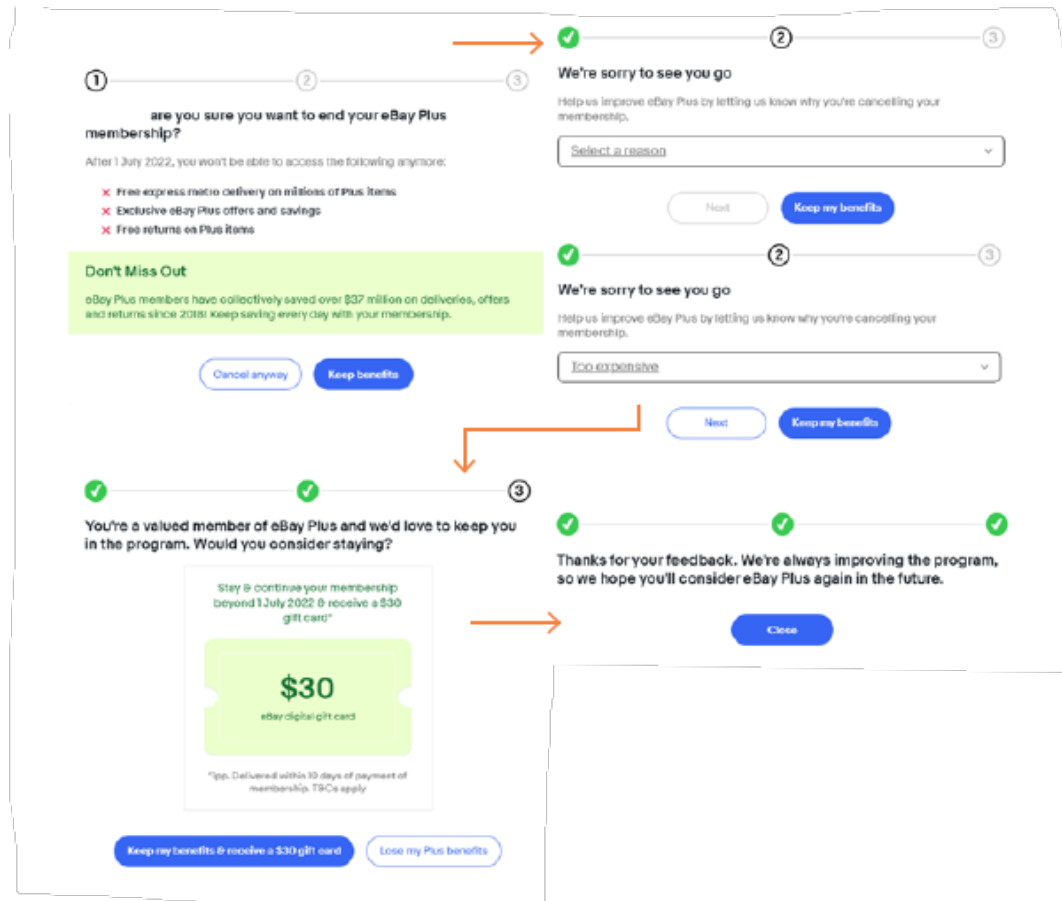 1
2
3
are you sure you want to end your eBay Plus
membership?
After 1 July 2022, you won't be able to access the following anymore:
Free express metro delivery on millions of Plus items
Exclusive eBay Plus offers and savings
Free returns on Plus items
Don't Miss Out
eBay Plus members have collectively saved over $37 million on deliveries, offers
and returns since 2018! Keep saving every day with your membership.
Cancel anyway
Keep benefits
2
3
We're sorry to see you go
Help us improve eBay Plus by letting us know why you're cancelling your
membership.
Select a reason
Next
Keep my benefits
2
3
We're sorry to see you go
Help us improve eBay Plus by letting us know why you're cancelling your
membership.
Too expensive
Next
Keep my benefits
3
You're a valued member of eBay Plus and we'd love to keep you
in the program. Would you consider staying?
Stay & continue your membership
beyond 1 July 2022 & receive a $30
gift card*
$30
eBay digital gift card
*1pp. Delivered within 10 days of payment of
membership. T&Cs apply
Keep my benefits & receive a $30 gift card
Lose my Plus benefits
Thanks for your feedback. We're always improving the program,
so we hope you'll consider eBay Plus again in the future.
Close